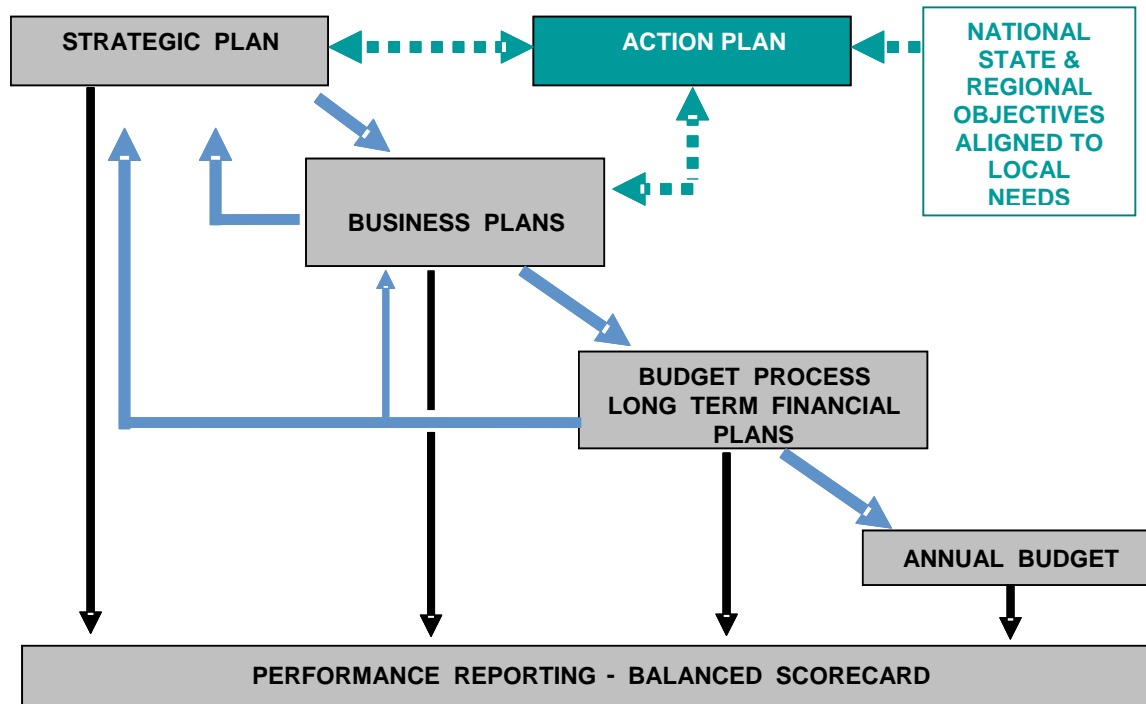 STRATEGIC PLAN
ACTION PLAN
NATIONAL
STATE &
REGIONAL
OBJECTIVES
ALIGNED TO
LOCAL
NEEDS
BUSINESS PLANS
BUDGET PROCESS
LONG TERM FINANCIAL
PLANS
ANNUAL BUDGET
PERFORMANCE REPORTING - BALANCED SCORECARD